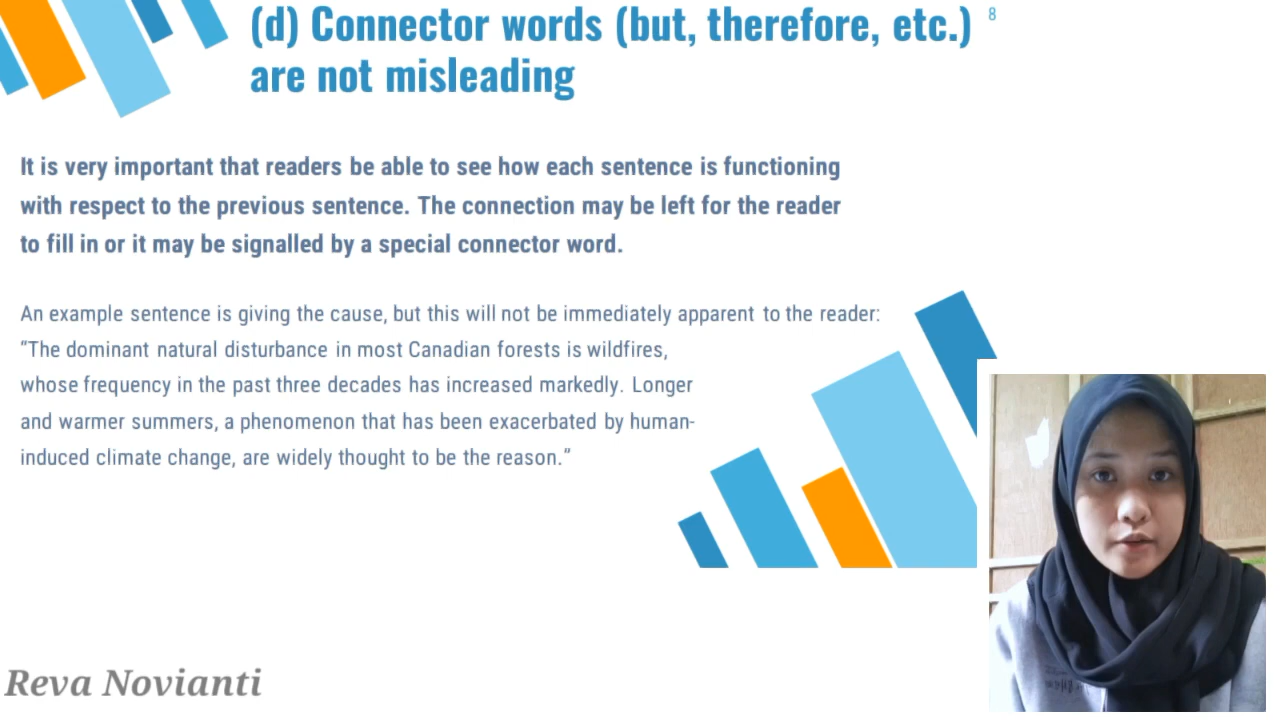 (d) Connector words (but, therefore, etc.)
8
are not misleading
It is very important that readers be able to see how each sentence is functioning
with respect to the previous sentence. The connection may be left for the reader
to fill in or it may be signalled by a special connector word.
An example sentence is giving the cause, but this will not be immediately apparent to the reader:
"The dominant natural disturbance in most Canadian forests is wildfires,
whose frequency in the past three decades has increased markedly. Longer
and warmer summers, a phenomenon that has been exacerbated by human-
induced climate change, are widely thought to be the reason."
Reva Novianti